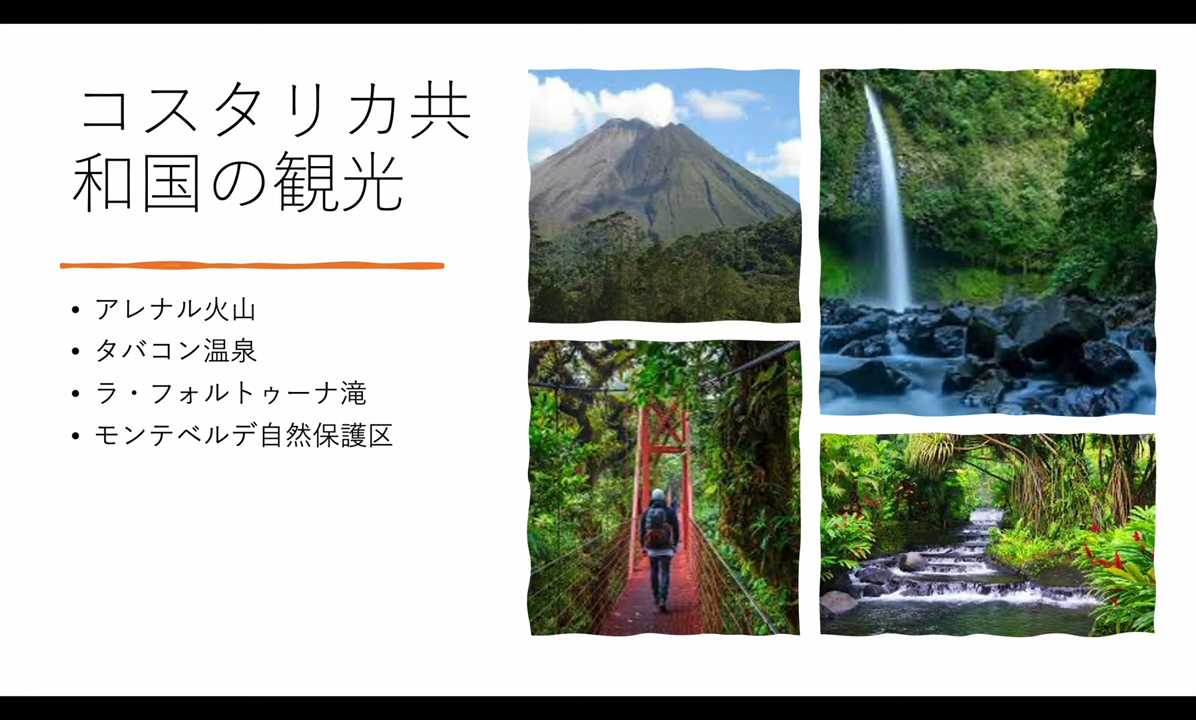 コスタリカ共
和国の観光
• アレナル火山
• タバコン温泉
• ラ・フォルトゥーナ滝
• モンテベルデ自然保護区